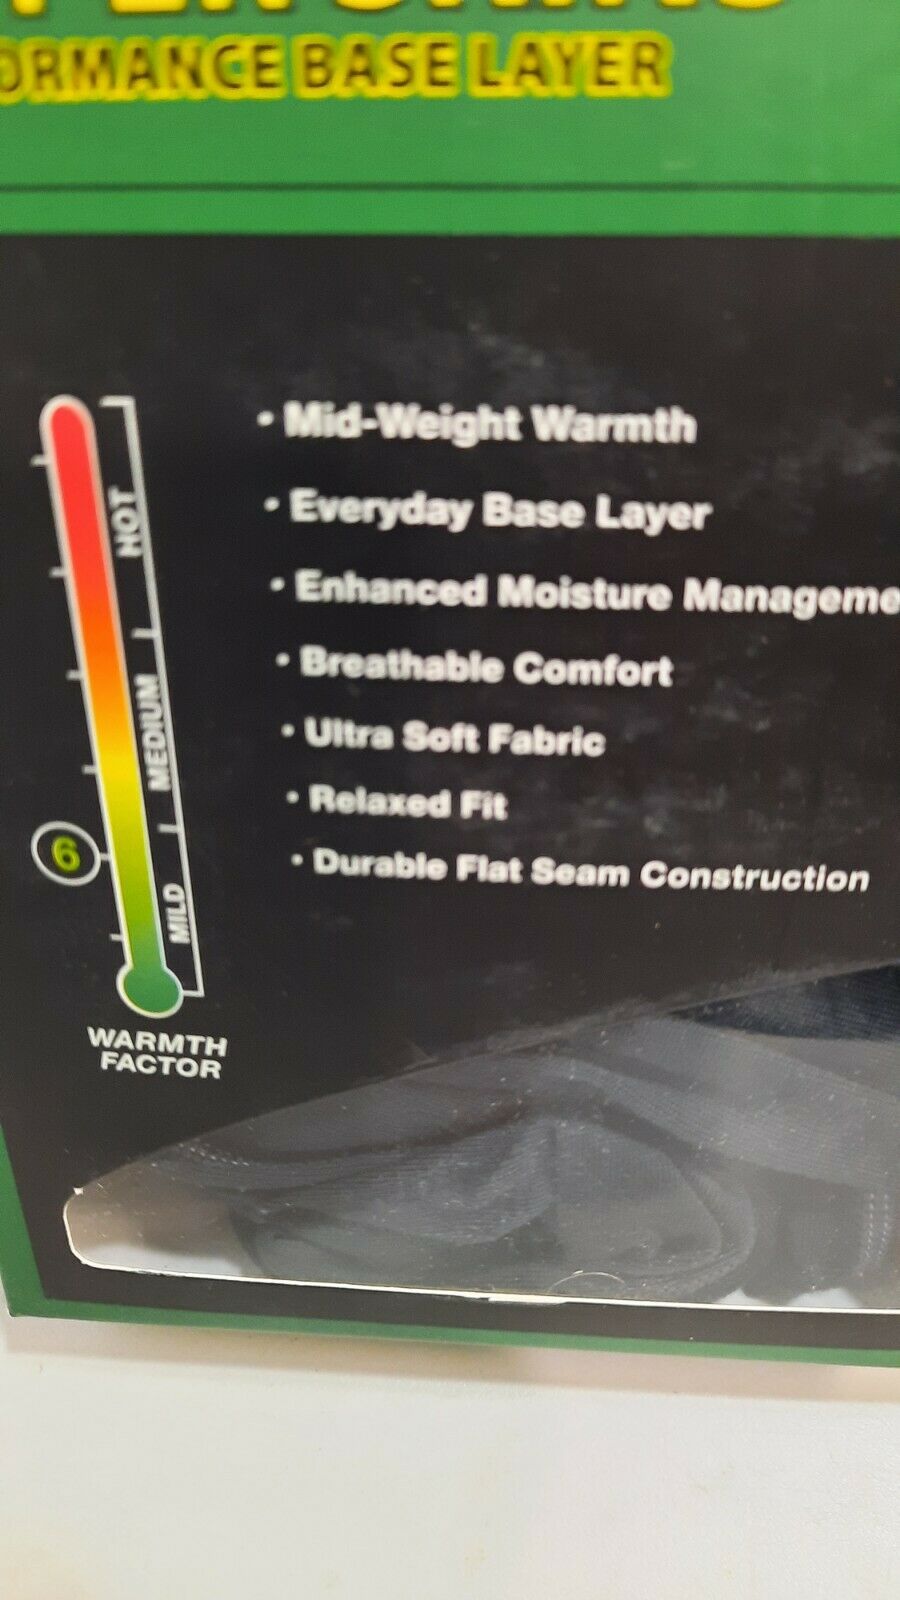 ORMANCE BASE LAYER
• Mid-Weight Warmth
• Everyday Base Layer
• Enhanced Moisture Manageme
• Breathable Comfort
• Ultra Soft Fabric
• Relaxed Fit
• Durable Flat Seam Construction
HOT
MEDIUM
MILD
6
WARMTH
FACTOR